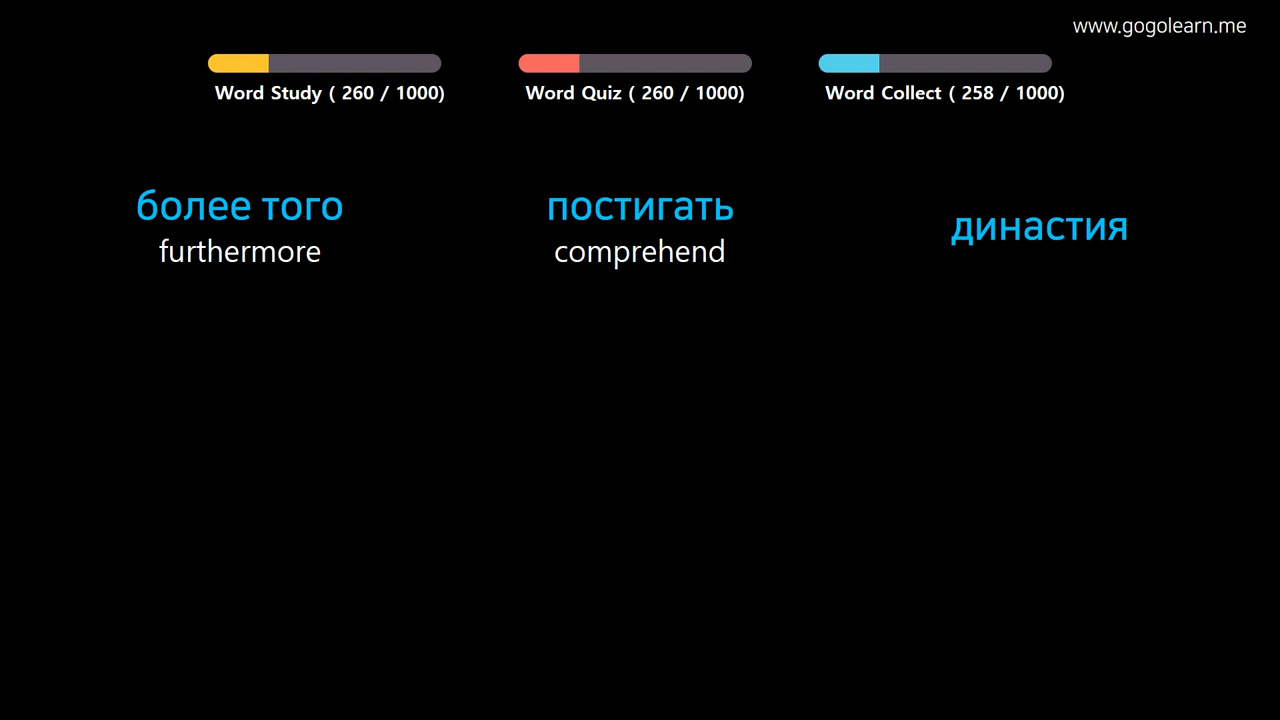 www.gogolearn.me
Word Study ( 260 / 1000)
Word Quiz ( 260 / 1000)
Word Collect ( 258 / 1000)
более того
furthermore
постигать
comprehend
династия